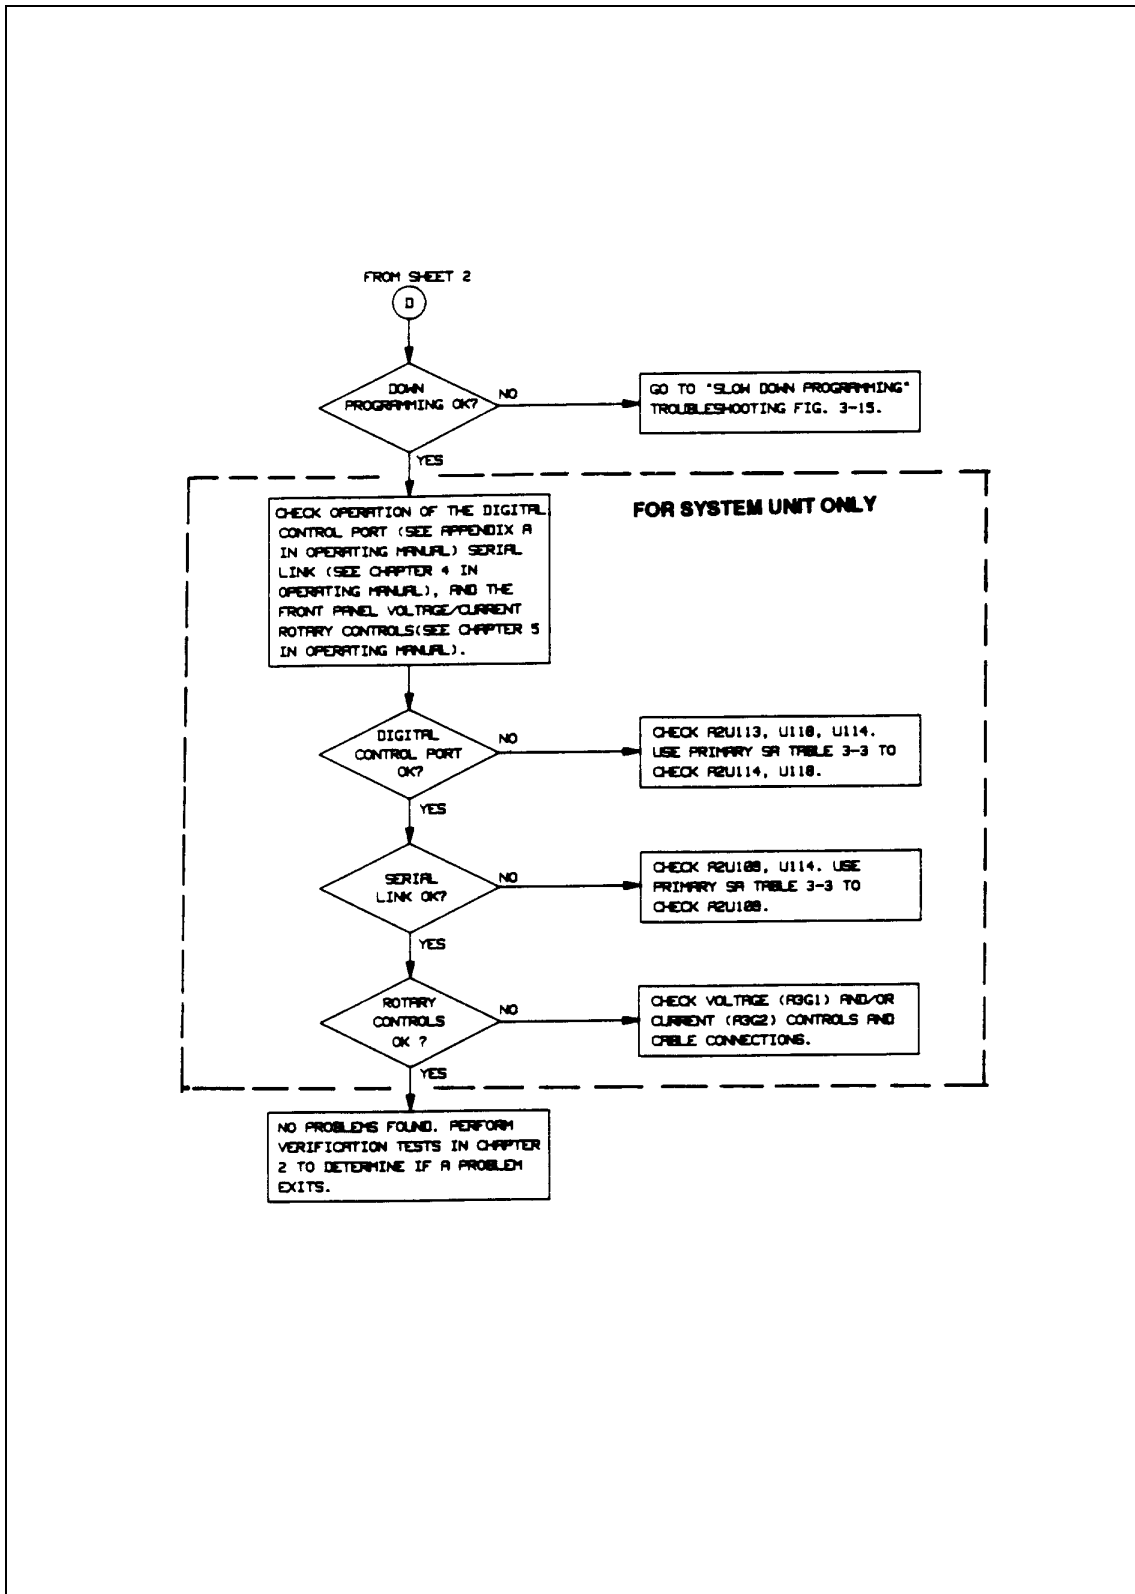 FROM SHEET 2
D
DOWN
PROGRAMMING OK?
NO
GO TO "SLOW DOWN PROGRAMMING"
TROUBLESHOOTING FIG. 3-15.
YES
FOR SYSTEM UNIT ONLY
CHECK OPERATION OF THE DIGITAL
CONTROL PORT (SEE APPENDIX A
IN OPERATING MANUAL) SERIAL
LINK (SEE CHAPTER 4 IN
OPERATING MANUAL), AND THE
FRONT PANEL VOLTAGE/CURRENT
ROTARY CONTROLS(SEE CHAPTER 5
IN OPERATING MANUAL).
DIGITAL
CONTROL PORT
OK?
NO
CHECK A2U113, U114.
USE PRIMARY SA TABLE 3-3 TO
CHECK A2U114,
YES
SERIAL
LINK OK?
NO
CHECK U114. USE
PRIMARY SA TABLE 3-3 TO
CHECK
YES
ROTARY
CONTROLS
OK ?
NO
CHECK VOLTAGE (A3G1) AND/OR
CURRENT (A3G2) CONTROLS AND
CABLE CONNECTIONS.
YES
NO PROBLEMS FOUND. PERFORM
VERIFICATION TESTS IN CHAPTER
2 TO DETERMINE IF A PROBLEM
EXITS.